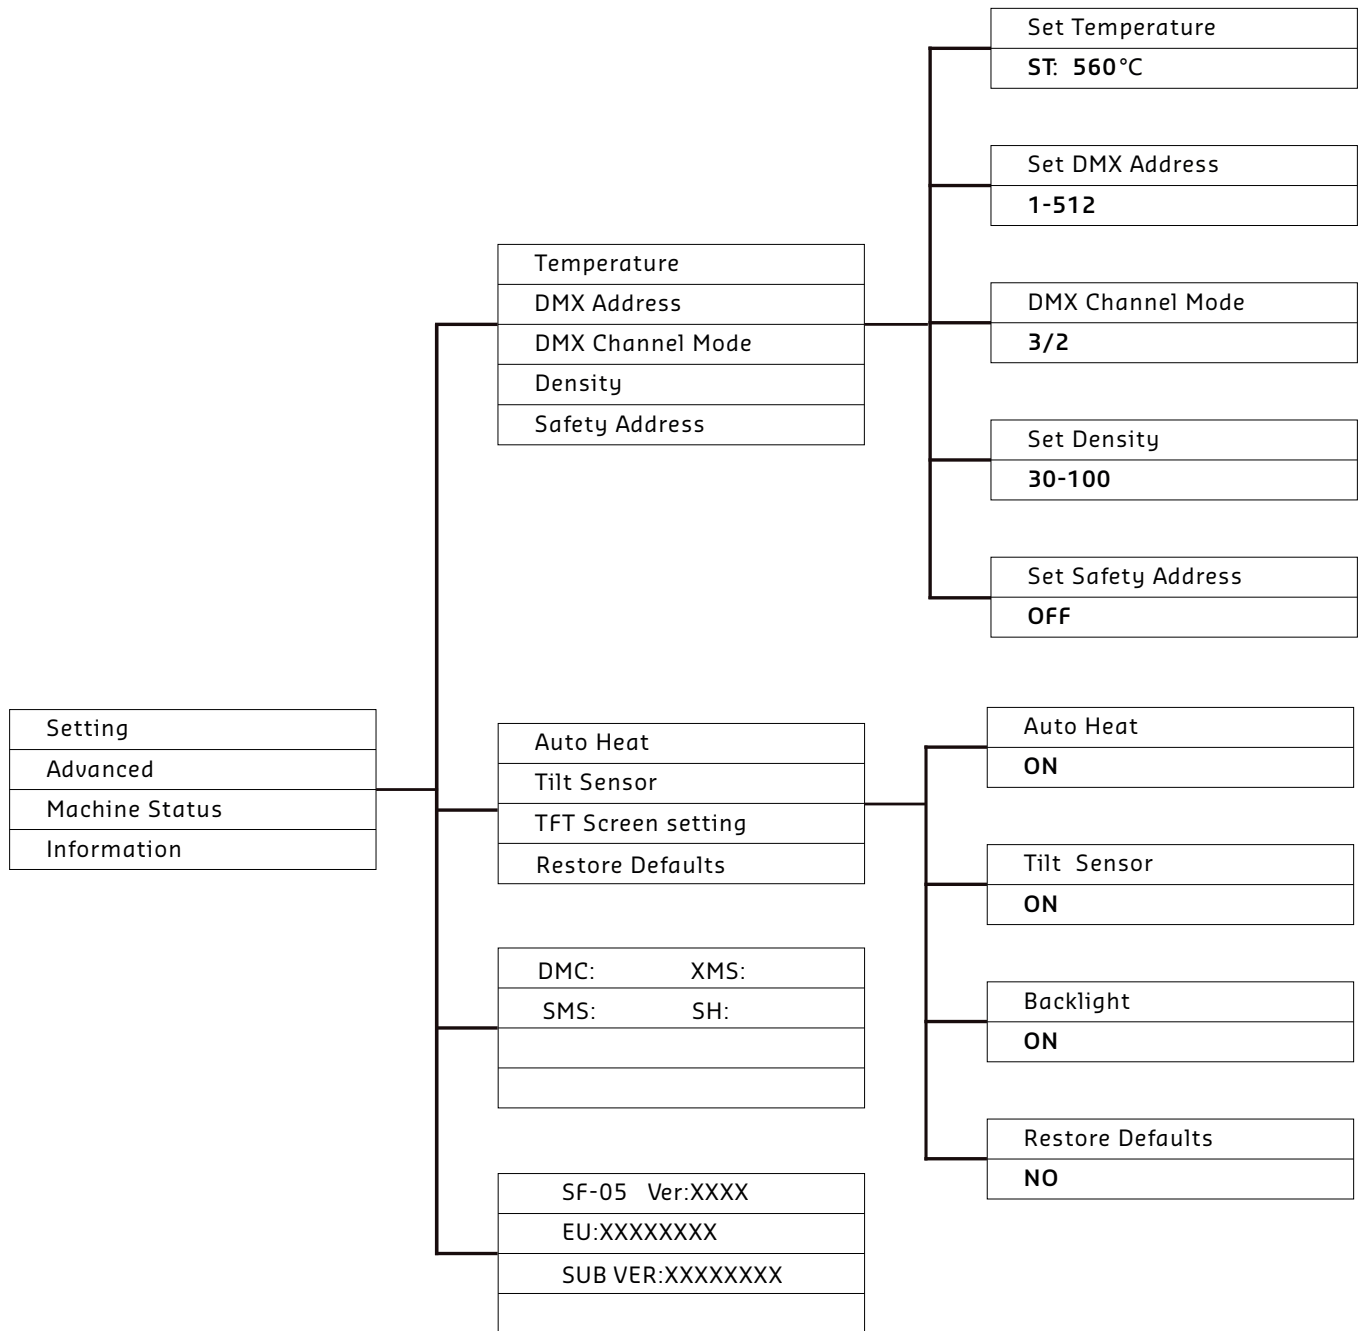 Setting
Advanced
Machine Status
Information
Temperature
DMX Address
DMX Channel Mode
Density
Safety Address
Set Temperature
ST: 560°C
Set DMX Address
1-512
DMX Channel Mode
3/2
Set Density
30-100
Set Safety Address
OFF
Auto Heat
Tilt Sensor
TFT Screen setting
Restore Defaults
Auto Heat
ON
Tilt Sensor
ON
Backlight
ON
Restore Defaults
NO
DMC: XMS:
SMS: SH:
SF-05 Ver:XXXX
EU:XXXXXXXX
SUB VER:XXXXXXXX